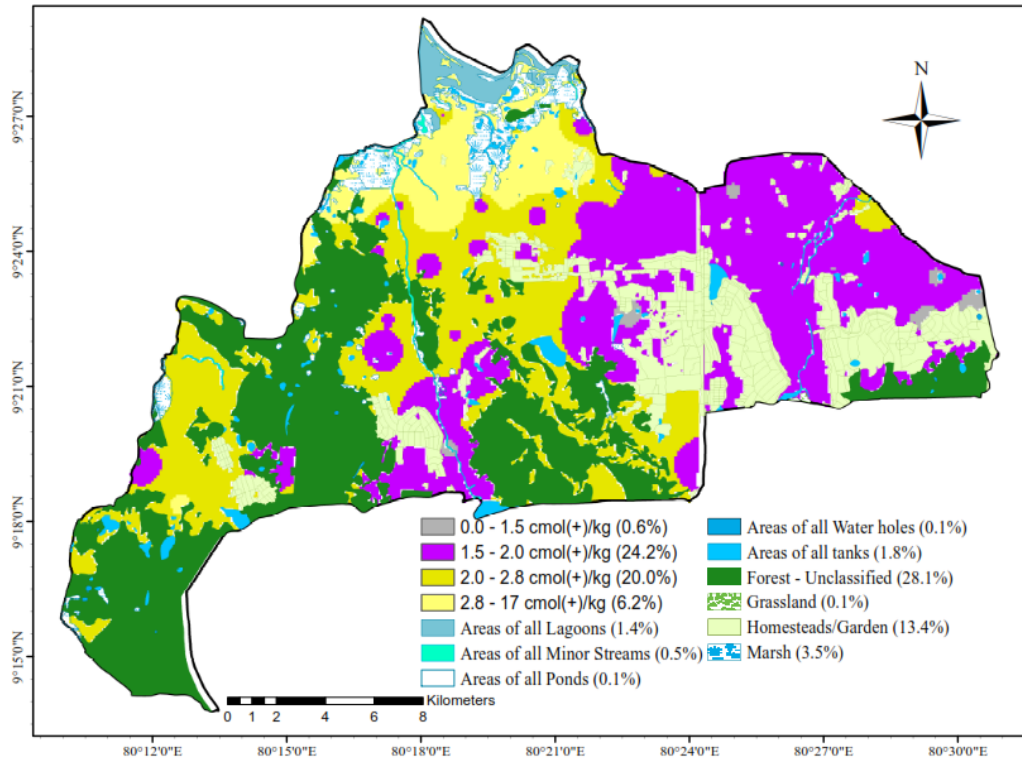 N
9°27'0"N
9°24'0"N
9°21'0"N
9°18'0"N
9°15'0"N
0.0 - 1.5 cmol(+)/kg (0.6%)
1.5 - 2.0 cmol(+)/kg (24.2%)
2.0 - 2.8 cmol(+)/kg (20.0%)
2.8 - 17 cmol(+)/kg (6.2%)
Areas of all Lagoons (1.4%)
Areas of all Minor Streams (0.5%)
Areas of all Ponds (0.1%)
Areas of all Water holes (0.1%)
Areas of all tanks (1.8%)
Forest - Unclassified (28.1%)
Grassland (0.1%)
Homesteads/Garden (13.4%)
Marsh (3.5%)
Kilometers
0 1 2 4 6 8
80°12'0"E 80°15'0"E 80°18'0"E 80°21'0"E 80°24'0"E 80°27'0"E 80°30'0"E